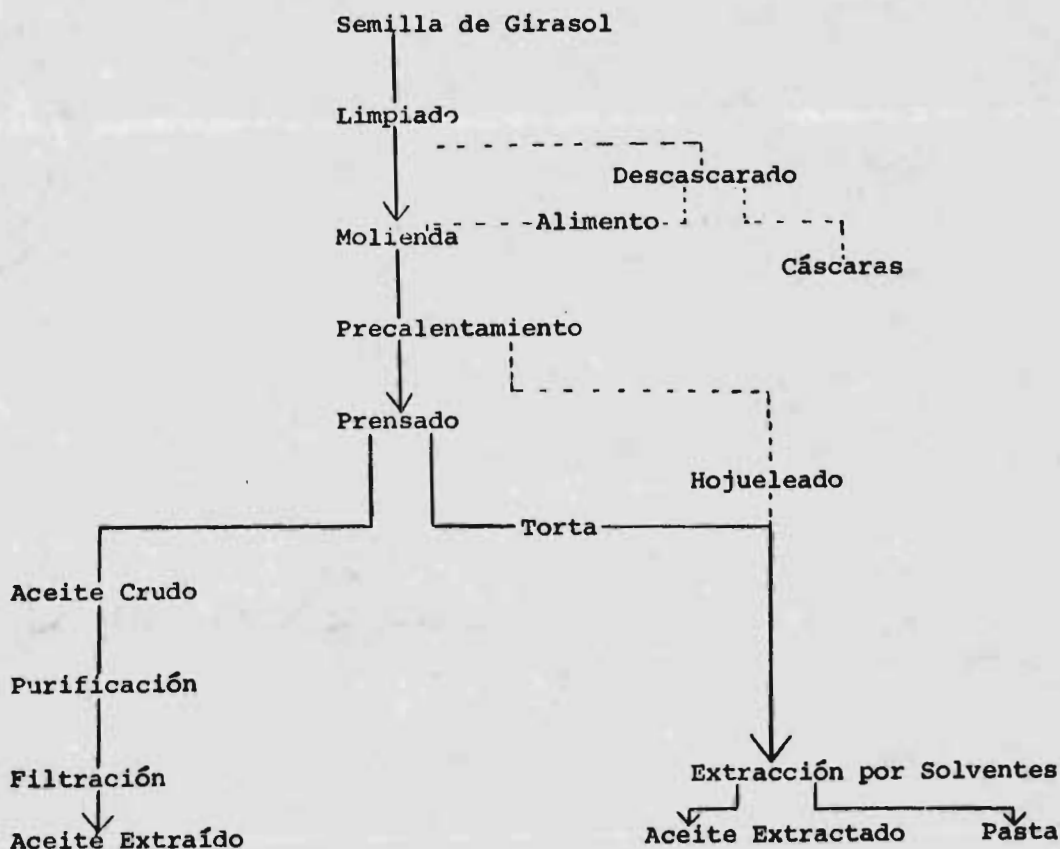 Semilla de Girasol
Limpiado
Descascarado
Alimento
Molienda
Cáscaras
Precalentamiento
Prensado
Hojueleado
Torta
Aceite Crudo
Purificación
Filtración
Extracción por Solventes
Aceite Extraído
Aceite Extractado
Pasta